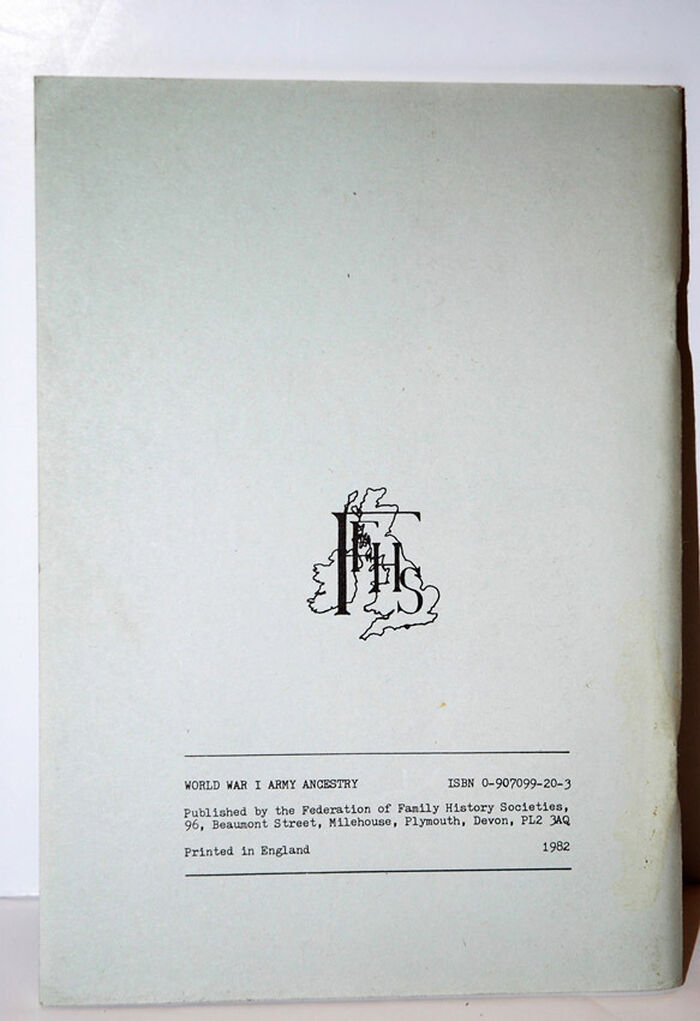 FFHS
WORLD WAR I ARMY ANCESTRY ISBN 0-907099-20-3
Published by the Federation of Family History Societies,
96, Beaumont Street, Milehouse, Plymouth, Devon, PL2 3AQ
Printed in England 1982